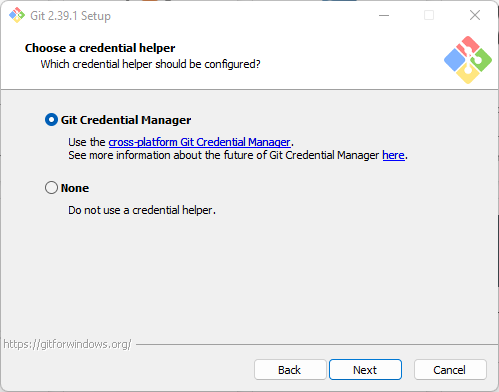 Git 2.39.1 Setup
Choose a credential helper
Which credential helper should be configured?
Git Credential Manager
Use the cross-platform Git Credential Manager.
See more information about the future of Git Credential Manager here.
None
Do not use a credential helper.
https://gitforwindows.org/
Back Next Cancel